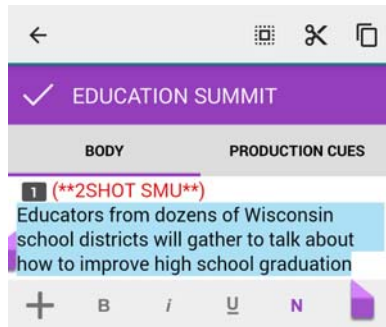 EDUCATION SUMMIT
BODY PRODUCTION CUES
1 (**2SHOT SMU**)
Educators from dozens of Wisconsin
school districts will gather to talk about
how to improve high school graduation
B i U N